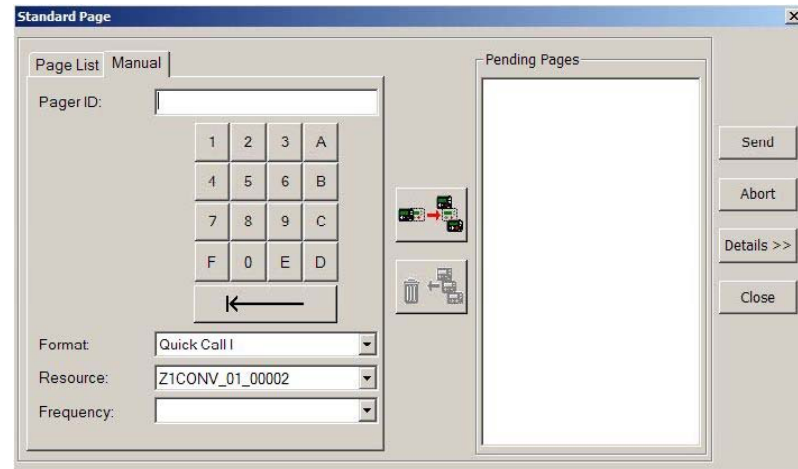 Standard Page
Page List Manual
Pager ID:
1 2 3 A
4 5 6 B
7 8 9 C
F 0 E D
Format:
Quick Call I
Resource:
Z1CONV_01_00002
Frequency:
Pending Pages
Send
Abort
Details >>
Close